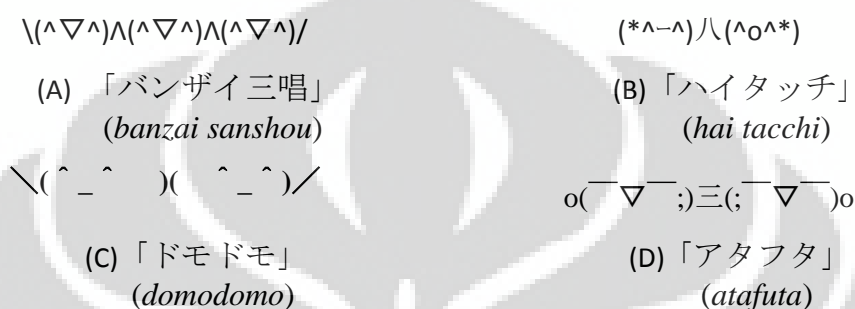 \(^▽^)/\(^▽^)/\(^▽^)/
(*^ｰ^)八(^o^*)
(A) 「バンザイ三唱」
(banzai sanshou)
(B)「ハイタッチ」
(hai tacchi)
＼( ＾_＾ )( ＾_＾ )／
o(￣▽￣;)三(;￣▽￣)o
(C)「ドモドモ」
(domodomo)
(D)「アタフタ」
(atafuta)